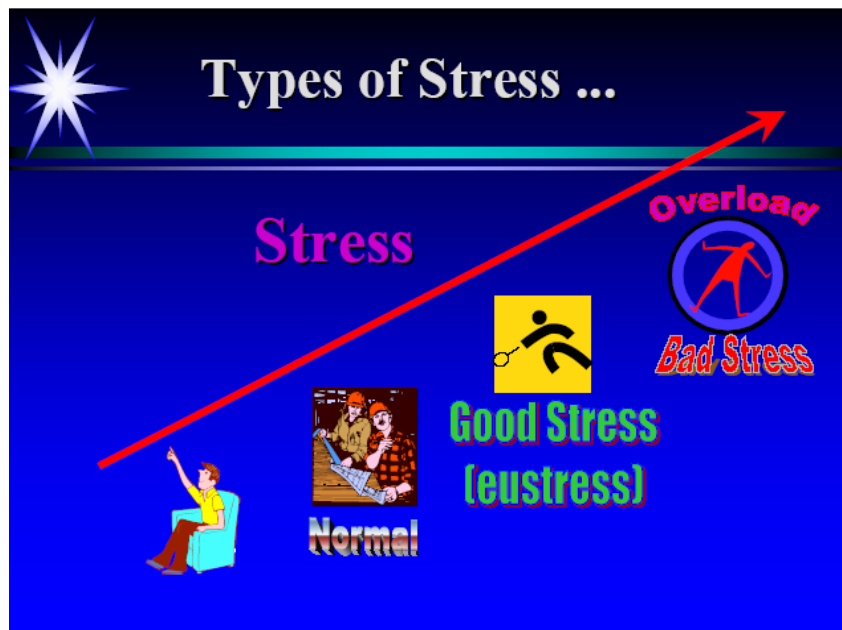 Types of Stress ...
Stress
Overload
Bad Stress
Good Stress
(eustress)
Normal